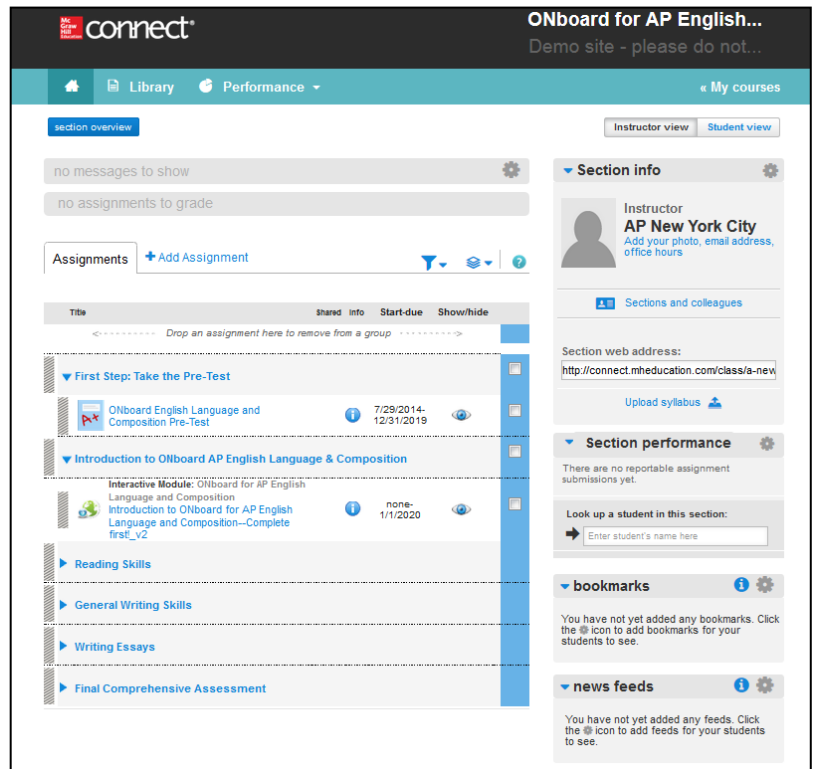 Mc Graw Hill Education connect®
ONboard for AP English...
Demo site - please do not...
Library
Performance
« My courses
section overview
Instructor view
Student view
no messages to show
no assignments to grade
Assignments
+ Add Assignment
?
Title Shared Info Start-due Show/hide
<---------- Drop an assignment here to remove from a group ---------->
First Step: Take the Pre-Test
A+
ONboard English Language and
Composition Pre-Test
7/29/2014-
12/31/2019
Introduction to ONboard AP English Language & Composition
Interactive Module: ONboard for AP English
Language and Composition
Introduction to ONboard for AP English
Language and Composition--Complete
first!_v2
none-
1/1/2020
Reading Skills
General Writing Skills
Writing Essays
Final Comprehensive Assessment
Section info
Instructor
AP New York City
Add your photo, email address,
office hours
Sections and colleagues
Section web address:
http://connect.mheducation.com/class/a-new
Upload syllabus
Section performance
There are no reportable assignment
submissions yet.
Look up a student in this section:
Enter student's name here
bookmarks
You have not yet added any bookmarks. Click
the icon to add bookmarks for your
students to see.
news feeds
You have not yet added any feeds. Click
the icon to add feeds for your students
to see.